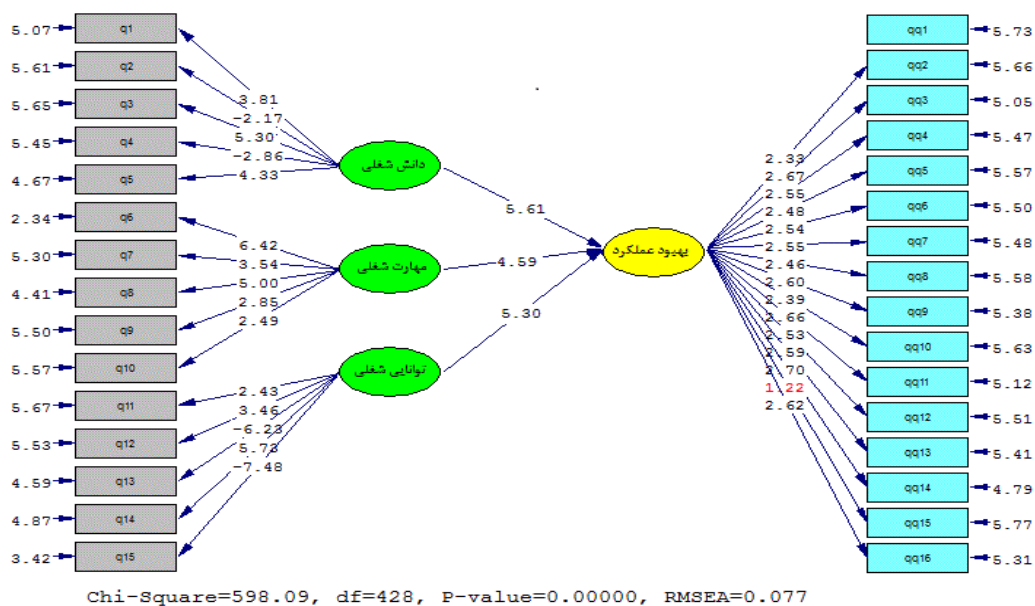 5.07 q1
5.61 q2
5.65 q3
5.45 q4
4.67 q5
2.34 q6
5.30 q7
4.41 q8
5.50 q9
5.57 q10
5.67 q11
5.53 q12
4.59 q13
4.87 q14
3.42 q15
3.81
-2.17
5.30
-2.86
4.33
6.42
3.54
5.00
2.85
2.49
2.43
3.46
-6.23
5.73
-7.48
دانش شغلی
مهارت شغلی
توانایی شغلی
5.61
4.59
5.30
بهبود عملکرد
2.33
2.67
2.55
2.48
2.54
2.55
2.46
2.60
2.39
2.66
2.53
2.59
2.70
1.22
2.62
qq1 5.73
qq2 5.66
qq3 5.05
qq4 5.47
qq5 5.57
qq6 5.50
qq7 5.48
qq8 5.58
qq9 5.38
qq10 5.63
qq11 5.12
qq12 5.51
qq13 5.41
qq14 4.79
qq15 5.77
qq16 5.31
Chi-Square=598.09, df=428, P-value=0.00000, RMSEA=0.077